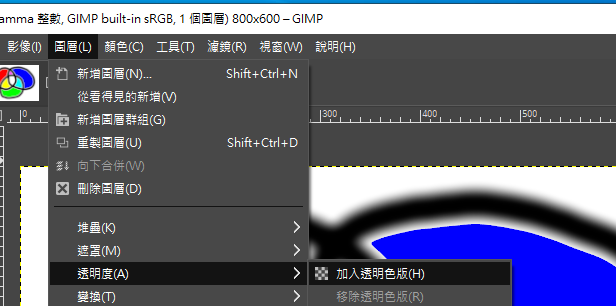 amma 整數, GIMP built-in sRGB, 1 個圖層) 800x600 – GIMP
影像(I) 圖層(L) 顏色(C) 工具(T) 濾鏡(R) 視窗(W) 說明(H)
新增圖層(N)... Shift+Ctrl+N
從看得見的新增(V)
新增圖層群組(G)
0 300 400 500
重製圖層(U) Shift+Ctrl+D
向下合併(W)
刪除圖層(D)
堆疊(K)
遮罩(M)
透明度(A) 加入透明色版(H)
變換(T) 移除透明色版(R)